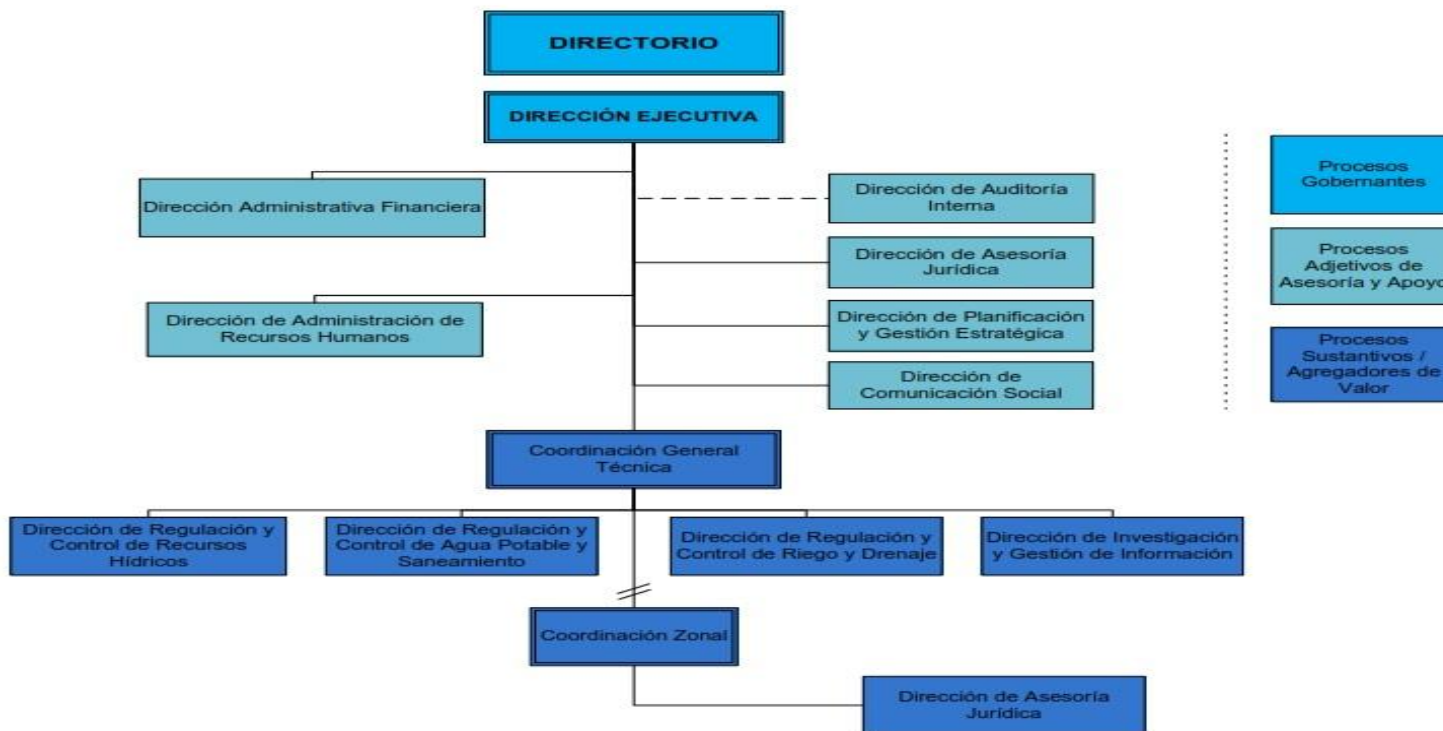 DIRECTORIO
DIRECCIÓN EJECUTIVA
Dirección Administrativa Financiera
Dirección de Administración de
Recursos Humanos
Dirección de Auditoría
Interna
Dirección de Asesoría
Jurídica
Dirección de Planificación
y Gestión Estratégica
Dirección de
Comunicación Social
Procesos
Gobernantes
Procesos
Adjetivos de
Asesoría y Apoyo
Procesos
Sustantivos /
Agregadores de
Valor
Coordinación General
Técnica
Dirección de Regulación y
Control de Recursos
Hídricos
Dirección de Regulación y
Control de Agua Potable y
Saneamiento
Dirección de Regulación y
Control de Riego y Drenaje
Dirección de Investigación
y Gestión de Información
Coordinación Zonal
Dirección de Asesoría
Jurídica